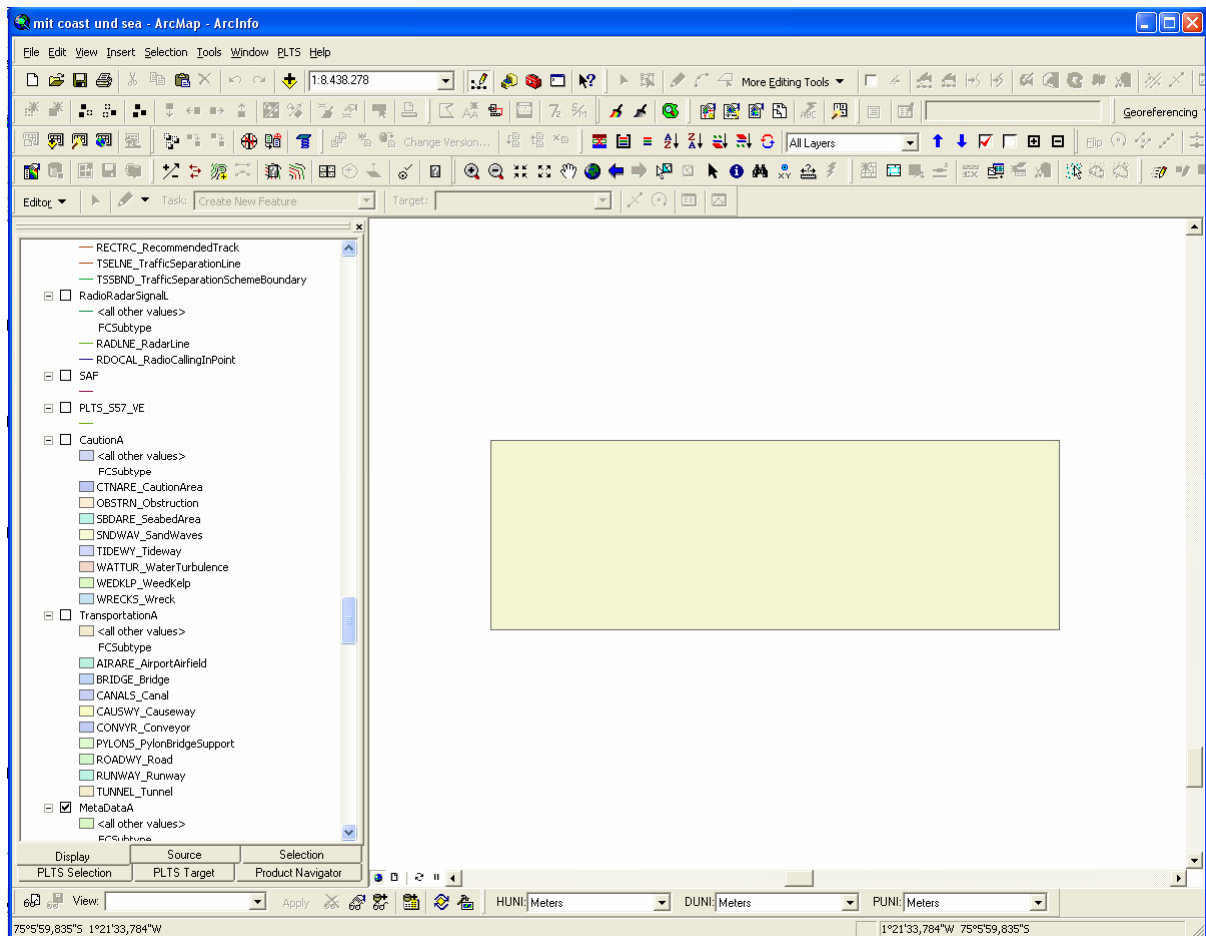 mit coast und sea - ArcMap - ArcInfo
File Edit View Insert Selection Tools Window PLTS Help
1:8.438.278 More Editing Tools
Georeferencing
Change Version... All Layers Flip
Editor Task: Create New Feature Target:
RECTRC_RecommendedTrack
TSELNE_TrafficSeparationLine
TSSBND_TrafficSeparationSchemeBoundary
RadioRadarSignalL
<all other values>
FCSubtype
RADLNE_RadarLine
RDOCAL_RadioCallingInPoint
SAF
PLTS_S57_VE
CautionA
<all other values>
FCSubtype
CTNARE_CautionArea
OBSTRN_Obstruction
SBDARE_SeabedArea
SNDWAV_SandWaves
TIDEWY_Tideway
WATTUR_WaterTurbulence
WEDKLP_WeedKelp
WRECKS_Wreck
TransportationA
<all other values>
FCSubtype
AIRARE_AirportAirfield
BRIDGE_Bridge
CANALS_Canal
CAUSWY_Causeway
CONVYR_Conveyor
PYLONS_PylonBridgeSupport
ROADWY_Road
RUNWAY_Runway
TUNNEL_Tunnel
MetaDataA
<all other values>
FCSubtype
Display Source Selection
PLTS Selection PLTS Target Product Navigator
View: Apply HUNI: Meters DUNI: Meters PUNI: Meters
75°5'59,835"S 1°21'33,784"W 1°21'33,784"W 75°5'59,835"S